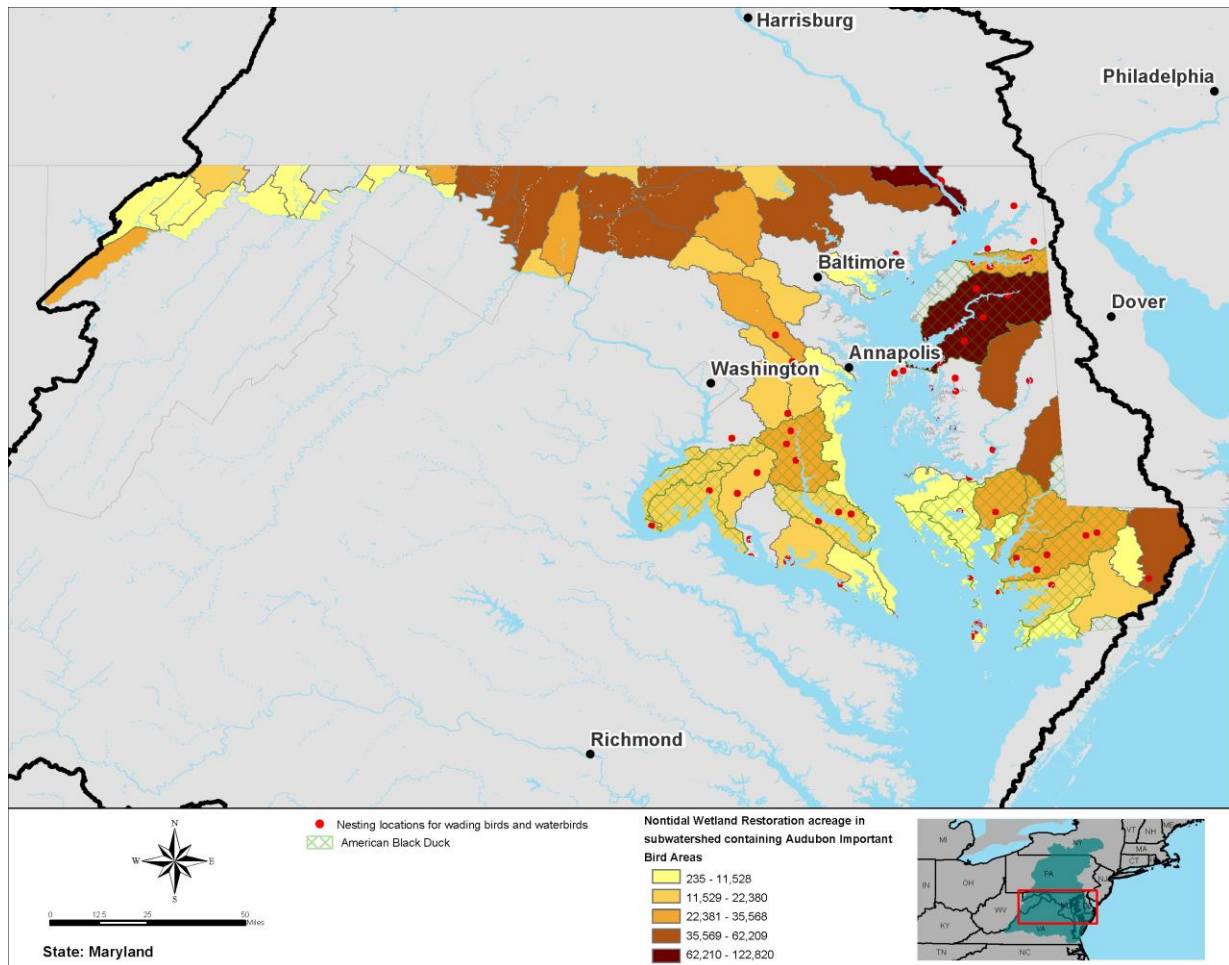 Harrisburg
Philadelphia
Baltimore
Dover
Annapolis
Washington
Richmond
N
W
E
S
0 12.5 25 50
Miles
State: Maryland
Nesting locations for wading birds and waterbirds
American Black Duck
Nontidal Wetland Restoration acreage in
subwatershed containing Audubon Important
Bird Areas
235 - 11,528
11,529 - 22,380
22,381 - 35,568
35,569 - 62,209
62,210 - 122,820
MI
NY
VT
NH
MA
CT
PA
NJ
IN
OH
WV
MD
KY
VA
TN
NC